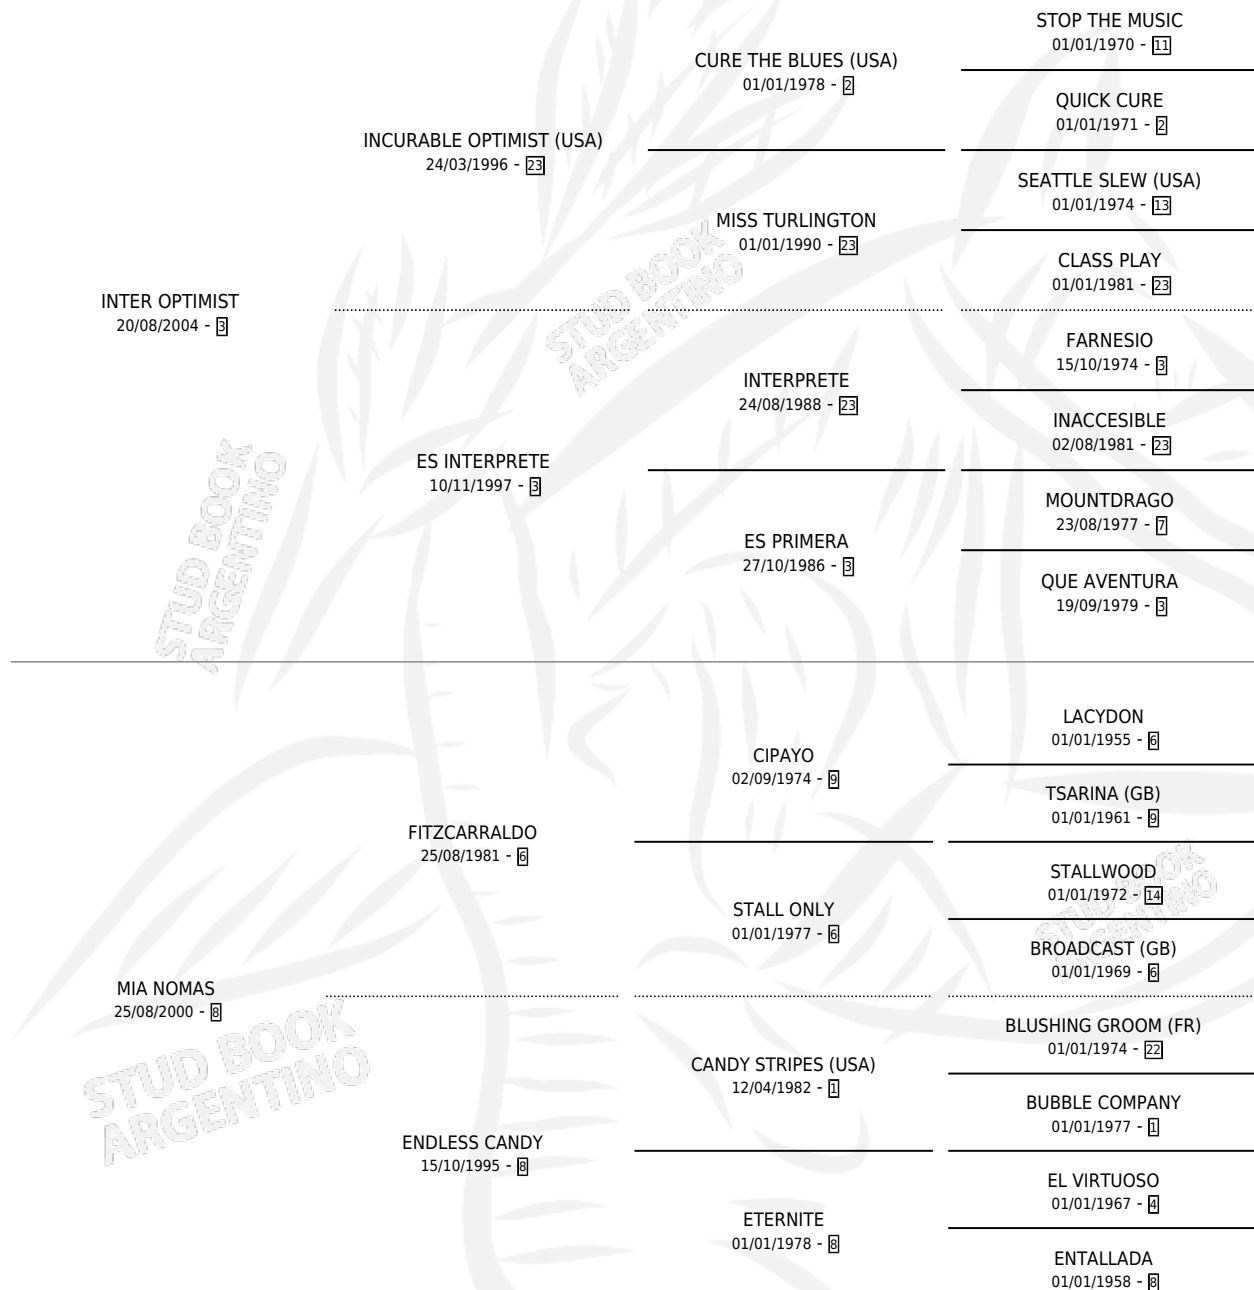 STOP THE MUSIC
01/01/1970 - 11
CURE THE BLUES (USA)
01/01/1978 - 2
QUICK CURE
01/01/1971 - 2
INCURABLE OPTIMIST (USA)
24/03/1996 - 23
SEATTLE SLEW (USA)
01/01/1974 - 13
MISS TURLINGTON
01/01/1990 - 23
CLASS PLAY
01/01/1981 - 23
INTER OPTIMIST
20/08/2004 - 3
FARNESIO
15/10/1974 - 3
INTERPRETE
24/08/1988 - 23
INACCESIBLE
02/08/1981 - 23
ES INTERPRETE
10/11/1997 - 3
MOUNTDRAGO
23/08/1977 - 7
ES PRIMERA
27/10/1986 - 3
QUE AVENTURA
19/09/1979 - 3
LACYDON
01/01/1955 - 6
CIPAYO
02/09/1974 - 9
TSARINA (GB)
01/01/1961 - 9
FITZCARRALDO
25/08/1981 - 6
STALLWOOD
01/01/1972 - 14
STALL ONLY
01/01/1977 - 6
BROADCAST (GB)
01/01/1969 - 6
MIA NOMAS
25/08/2000 - 8
BLUSHING GROOM (FR)
01/01/1974 - 22
CANDY STRIPES (USA)
12/04/1982 - 1
BUBBLE COMPANY
01/01/1977 - 1
ENDLESS CANDY
15/10/1995 - 8
EL VIRTUOSO
01/01/1967 - 4
ETERNITE
01/01/1978 - 8
ENTALLADA
01/01/1958 - 8
STUD BOOK
ARGENTINO
STUD BOOK
ARGENTINO
STUD BOOK
ARGENTINO
STUD BOOK
ARGENTINO